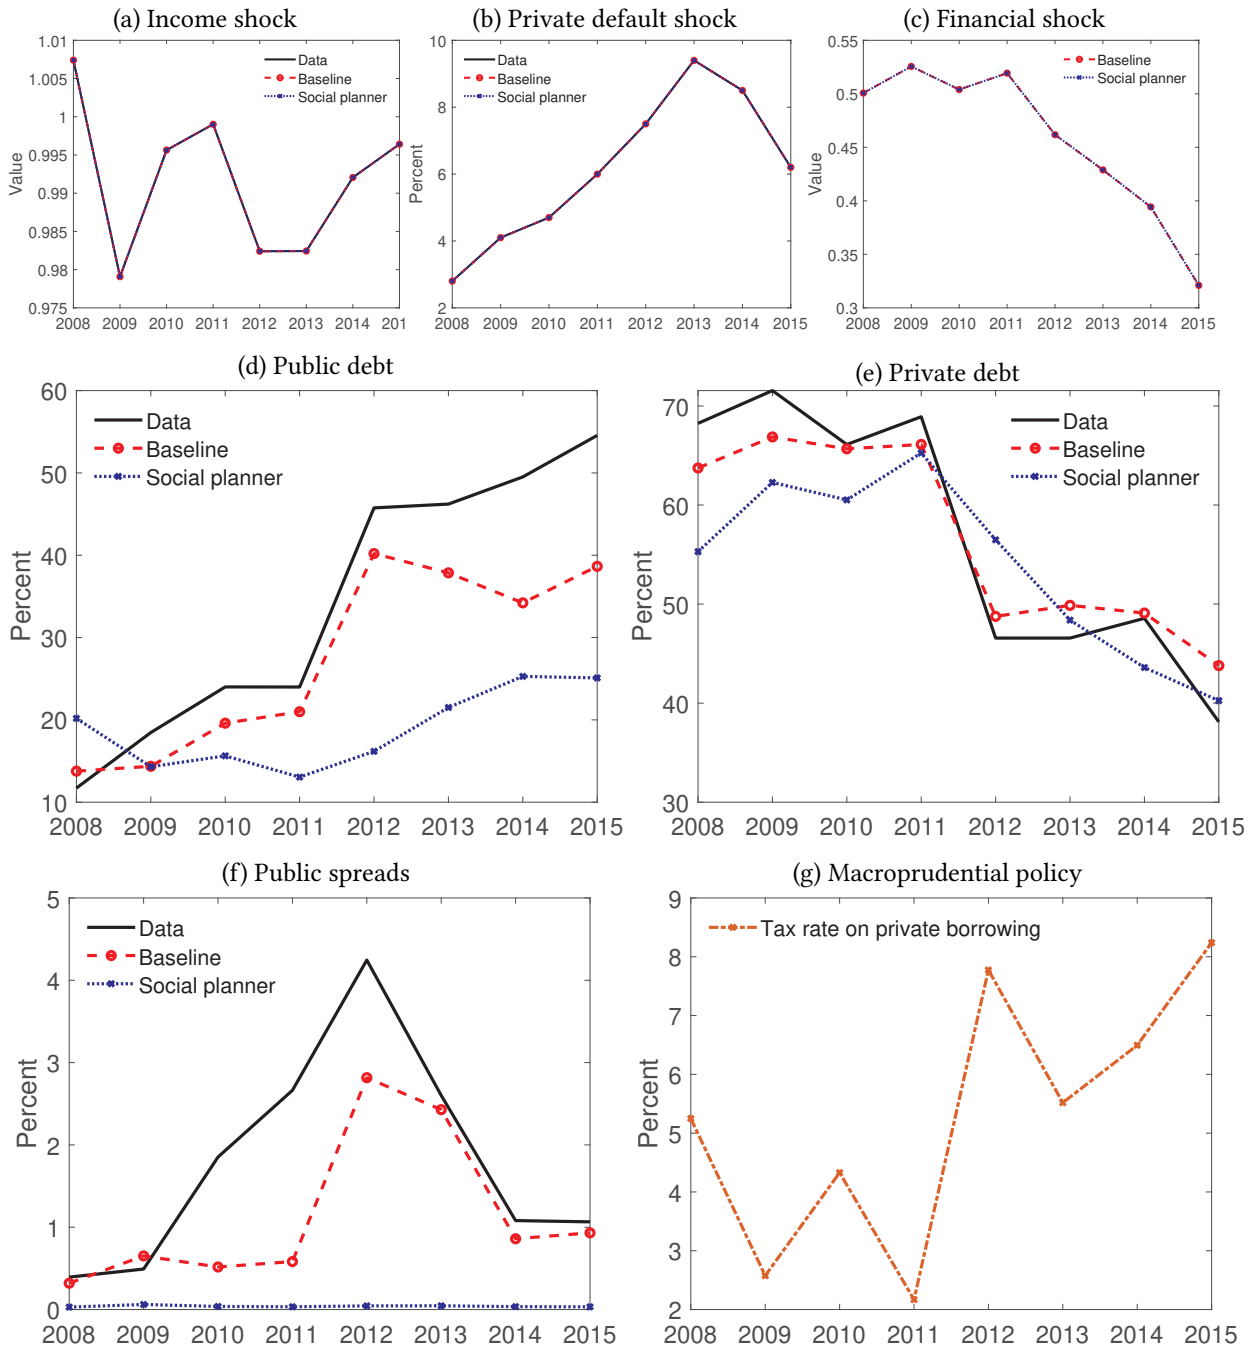 (a) Income shock
1.01
1.005
1
0.995
0.99
0.985
0.98
0.975
Value
Data
Baseline
Social planner
2008 2009 2010 2011 2012 2013 2014 201
(b) Private default shock
10
8
6
4
2
Percent
Data
Baseline
Social planner
2008 2009 2010 2011 2012 2013 2014 2015
(c) Financial shock
0.55
0.5
0.45
0.4
0.35
0.3
Value
Baseline
Social planner
2008 2009 2010 2011 2012 2013 2014 2015
(d) Public debt
60
50
40
30
20
10
Percent
Data
Baseline
Social planner
2008 2009 2010 2011 2012 2013 2014 2015
(e) Private debt
70
60
50
40
30
Percent
Data
Baseline
Social planner
2008 2009 2010 2011 2012 2013 2014 2015
(f) Public spreads
5
4
3
2
1
0
Percent
Data
Baseline
Social planner
2008 2009 2010 2011 2012 2013 2014 2015
(g) Macroprudential policy
9
8
7
6
5
4
3
2
Percent
Tax rate on private borrowing
2008 2009 2010 2011 2012 2013 2014 2015